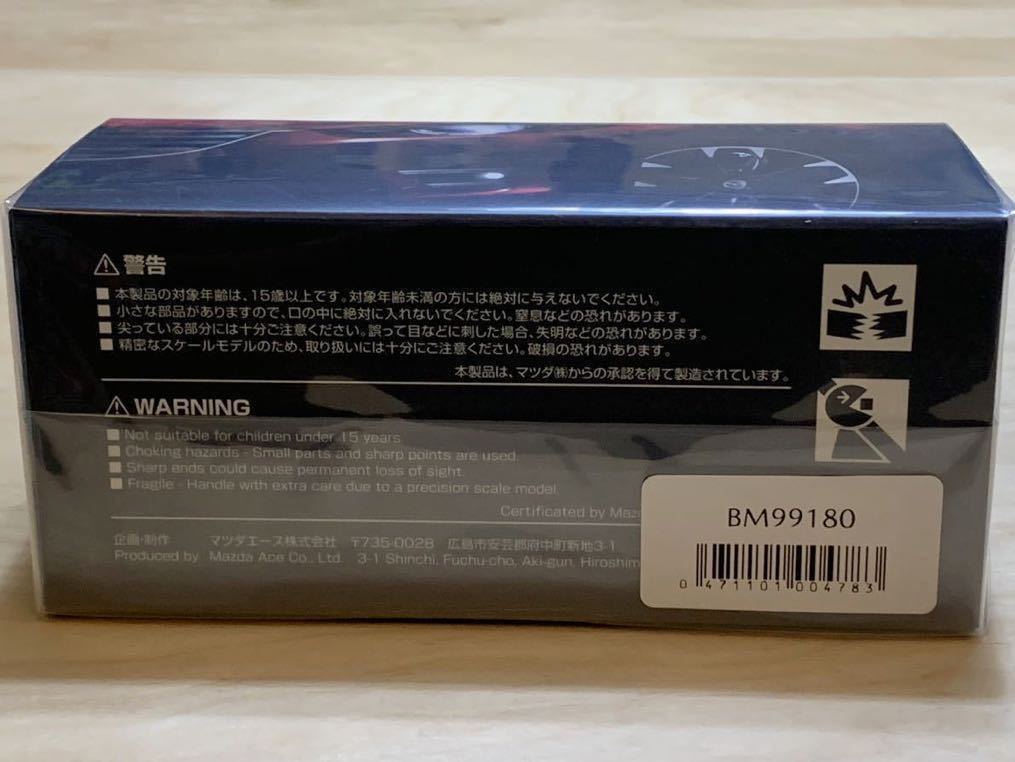 ⚠ 警告
■ 本製品の対象年齢は、15歳以上です。対象年齢未満の方には絶対に与えないでください。
■ 小さな部品がありますので、口の中に絶対に入れないでください。窒息などの恐れがあります。
■ 尖っている部分には十分ご注意ください。誤って目などに刺した場合、失明などの恐れがあります。
■ 精密なスケールモデルのため、取り扱いには十分にご注意ください。破損の恐れがあります。
本製品は、マツダ㈱からの承認を得て製造されています。
⚠ WARNING
■ Not suitable for children under 15 years.
■ Choking hazards - Small parts and sharp points are used.
■ Sharp ends could cause permanent loss of sight.
■ Fragile - Handle with extra care due to a precision scale model.
Certificated by
企画・制作 マツダエース株式会社 〒735-0028 広島市安芸郡府中町新地3-1
Produced by Mazda Ace Co., Ltd. 3-1 Shinchi, Fuchu-cho, Aki-gun, Hiroshim
BM99180
0 471101 004783